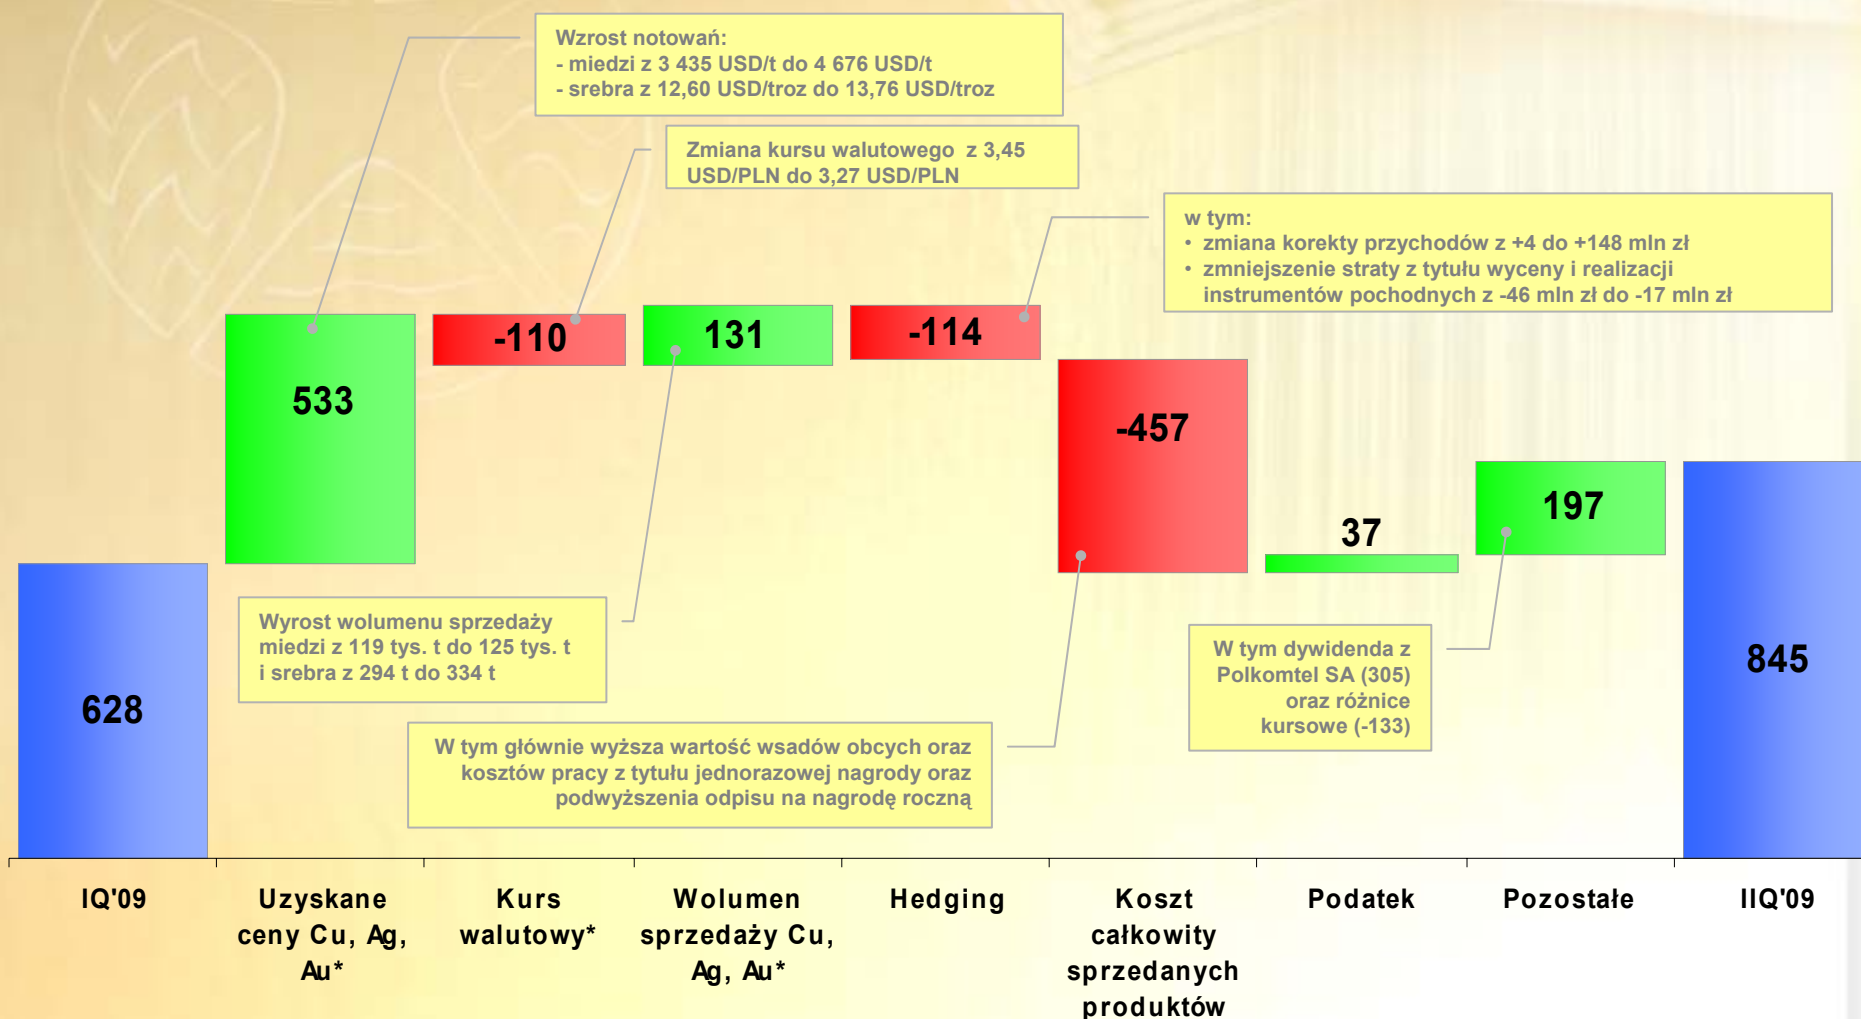 Wzrost notowań:
- miedzi z 3 435 USD/t do 4 676 USD/t
- srebra z 12,60 USD/troz do 13,76 USD/troz
Zmiana kursu walutowego z 3,45
USD/PLN do 3,27 USD/PLN
w tym:
• zmiana korekty przychodów z +4 do +148 mln zł
• zmniejszenie straty z tytułu wyceny i realizacji
instrumentów pochodnych z -46 mln zł do -17 mln zł
533
-110
131
-114
-457
37
197
628
845
Wyrost wolumenu sprzedaży
miedzi z 119 tys. t do 125 tys. t
i srebra z 294 t do 334 t
W tym dywidenda z
Polkomtel SA (305)
oraz różnice
kursowe (-133)
W tym głównie wyższa wartość wsadów obcych oraz
kosztów pracy z tytułu jednorazowej nagrody oraz
podwyższenia odpisu na nagrodę roczną
IQ'09
Uzyskane
ceny Cu, Ag,
Au*
Kurs
walutowy*
Wolumen
sprzedaży Cu,
Ag, Au*
Hedging
Koszt
całkowity
sprzedanych
produktów
Podatek
Pozostałe
IIQ'09